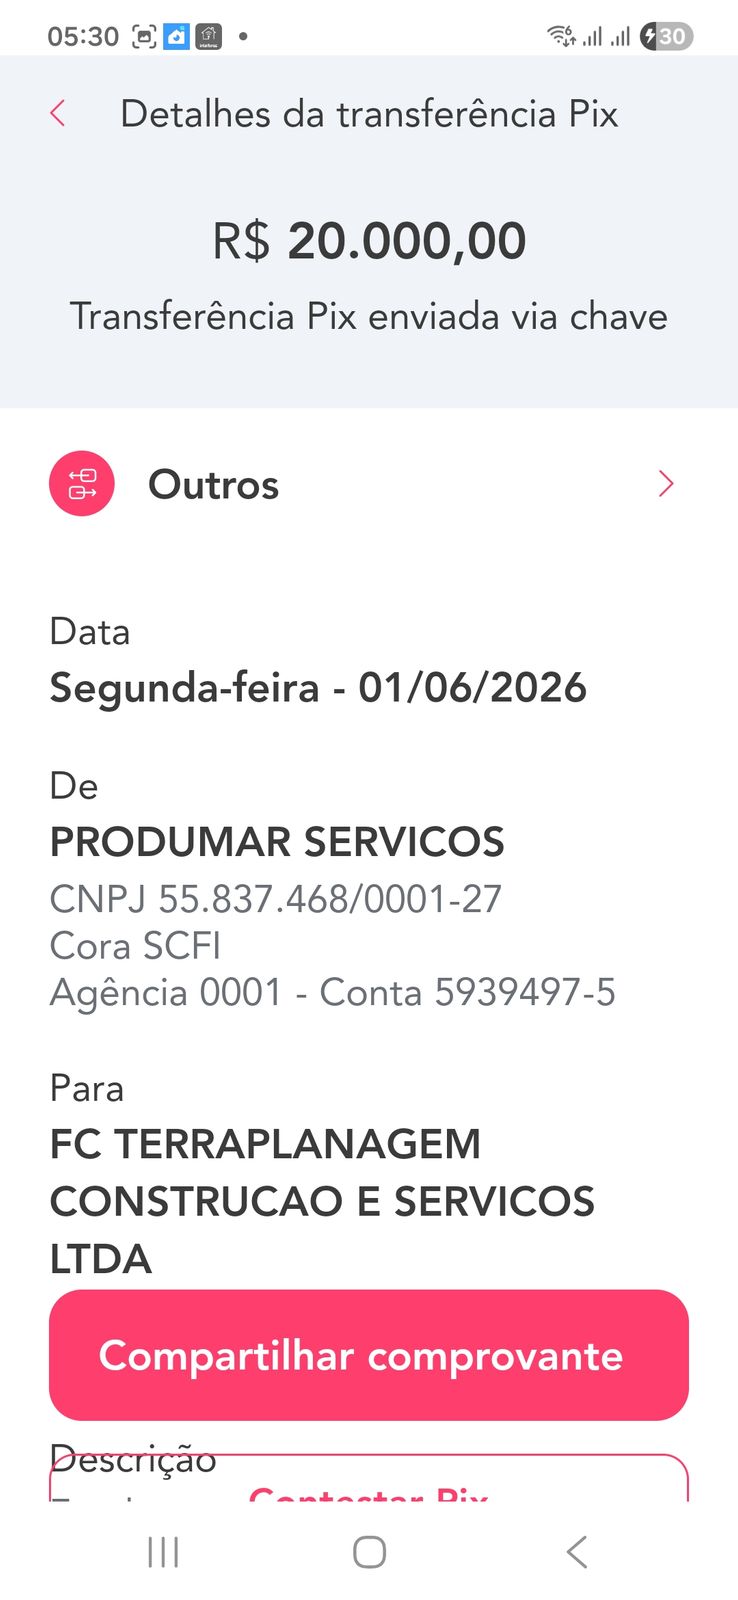 05:30
30
Detalhes da transferência Pix
R$ 20.000,00
Transferência Pix enviada via chave
Outros
Data
Segunda-feira - 01/06/2026
De
PRODUMAR SERVICOS
CNPJ 55.837.468/0001-27
Cora SCFI
Agência 0001 - Conta 5939497-5
Para
FC TERRAPLANAGEM
CONSTRUCAO E SERVICOS
LTDA
Compartilhar comprovante
Descrição
Contestar Pix